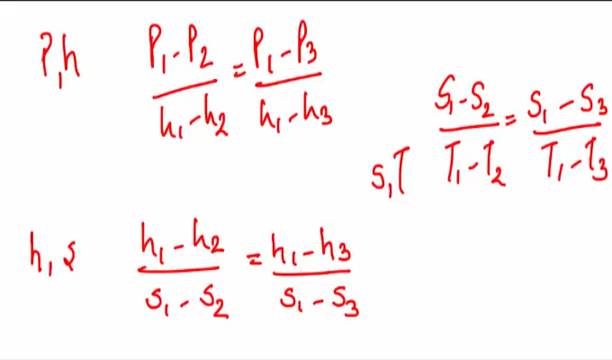 P,h P₁-P₂/h₁-h₂ = P₁-P₃/h₁-h₃
s,T S₁-S₂/T₁-T₂ = S₁-S₃/T₁-T₃
h,s h₁-h₂/s₁-s₂ = h₁-h₃/s₁-s₃